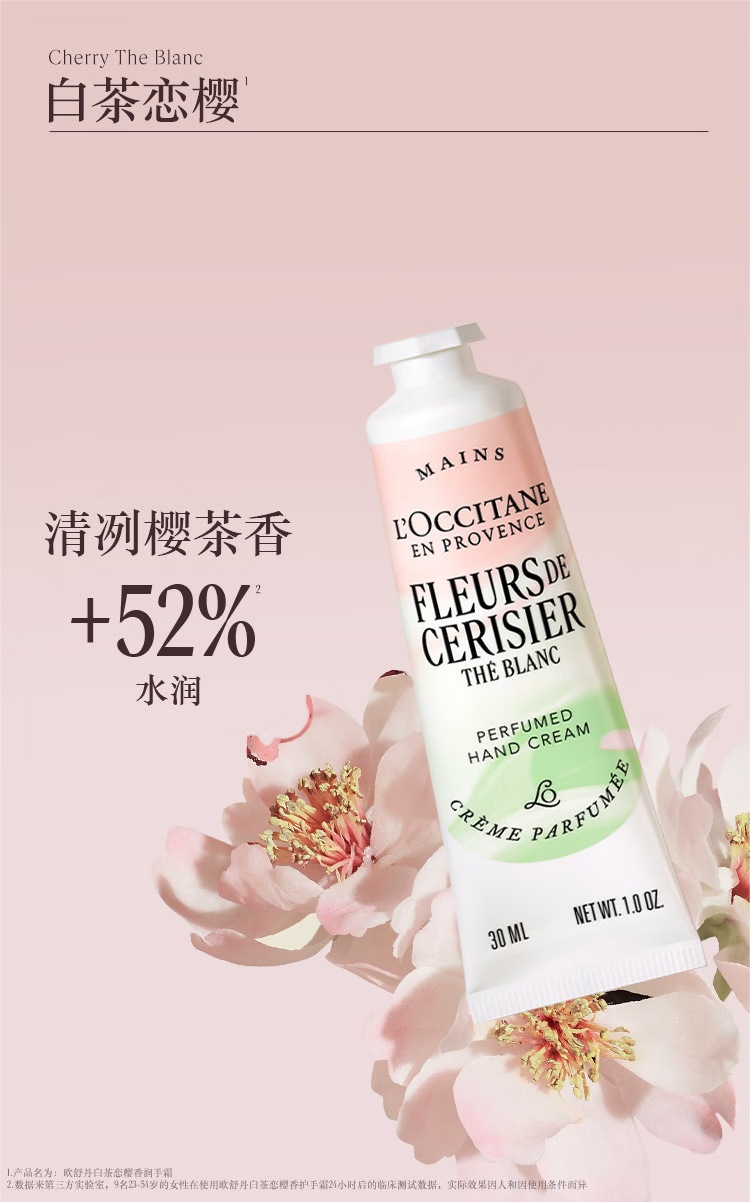 Cherry The Blanc
白茶恋樱¹
清冽樱茶香
+52%²
水润
MAINS
L'OCCITANE
EN PROVENCE
FLEURS DE
CERISIER
THÉ BLANC
PERFUMED
HAND CREAM
LO
CRÈME PARFUMÉE
30 ML NET WT. 1.0 OZ.
1.产品名为：欧舒丹白茶恋樱香润手霜
2.数据来第三方实验室，9名23-54岁的女性在使用欧舒丹白茶恋樱香护手霜24小时后的临床测试数据，实际效果因人和因使用条件而异